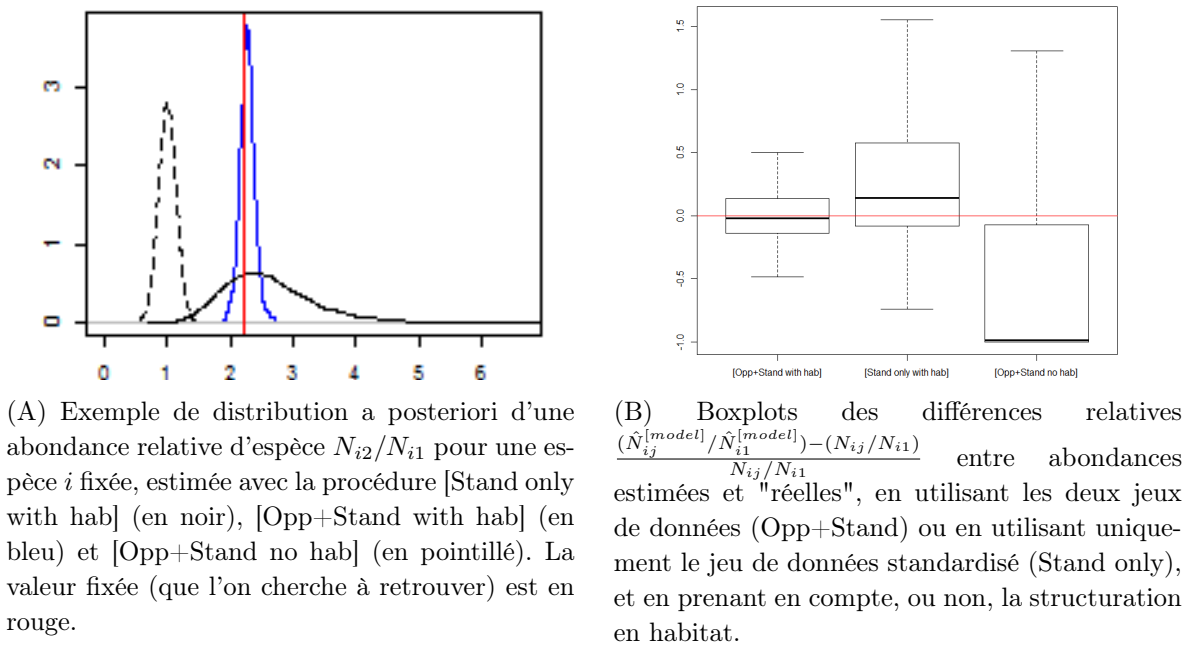 3
2
1
0
0 1 2 3 4 5 6
1.5
1.0
0.5
0.0
-0.5
-1.0
[Opp+Stand with hab] [Stand only with hab] [Opp+Stand no hab]
(A) Exemple de distribution a posteriori d'une
abondance relative d'espèce N_{i2}/N_{i1} pour une es-
pèce i fixée, estimée avec la procédure [Stand only
with hab] (en noir), [Opp+Stand with hab] (en
bleu) et [Opp+Stand no hab] (en pointillé). La
valeur fixée (que l'on cherche à retrouver) est en
rouge.
(B) Boxplots des différences relatives
\frac{(\hat{N}_{ij}^{[model]}/\hat{N}_{i1}^{[model]})-(N_{ij}/N_{i1})}{N_{ij}/N_{i1}} entre abondances
estimées et "réelles", en utilisant les deux jeux
de données (Opp+Stand) ou en utilisant unique-
ment le jeu de données standardisé (Stand only),
et en prenant en compte, ou non, la structuration
en habitat.